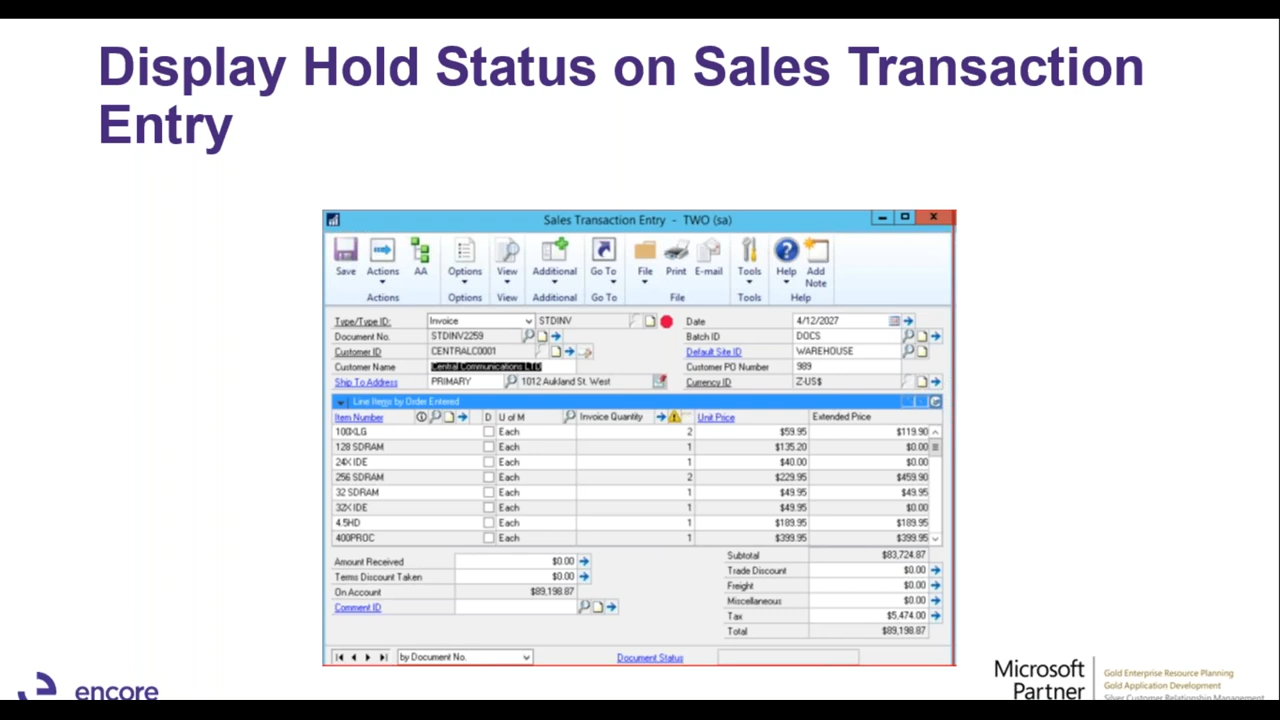 Display Hold Status on Sales Transaction
Entry
Sales Transaction Entry - TWO (sa)
Save Actions AA Options View Additional Go To File Print E-mail Tools Help Add Note
Actions Options View Additional Go To File Tools Help
Type/Type ID: Invoice STDINV Date 4/12/2027
Document No. STDINV2259 Batch ID DOCS
Customer ID CENTRALC0001 Default Site ID WAREHOUSE
Customer Name Central Communications LTD Customer PO Number 989
Ship To Address PRIMARY 1012 Aukland St. West Currency ID Z-US$
Line Items by Order Entered
Item Number D U of M Invoice Quantity Unit Price Extended Price
100XLG Each 2 $59.95 $119.90
128 SDRAM Each 1 $135.20 $0.00
24X IDE Each 1 $40.00 $0.00
256 SDRAM Each 2 $229.95 $459.90
32 SDRAM Each 1 $49.95 $49.95
32X IDE Each 1 $49.95 $0.00
4.5HD Each 1 $189.95 $189.95
400PROC Each 1 $399.95 $399.95
Subtotal $83,724.87
Amount Received $0.00 Trade Discount $0.00
Terms Discount Taken $0.00 Freight $0.00
On Account $89,198.87 Miscellaneous $0.00
Comment ID Tax $5,474.00
Total $89,198.87
by Document No. Document Status
encore
Microsoft
Partner
Gold Enterprise Resource Planning
Gold Application Development
Silver Customer Relationship Management